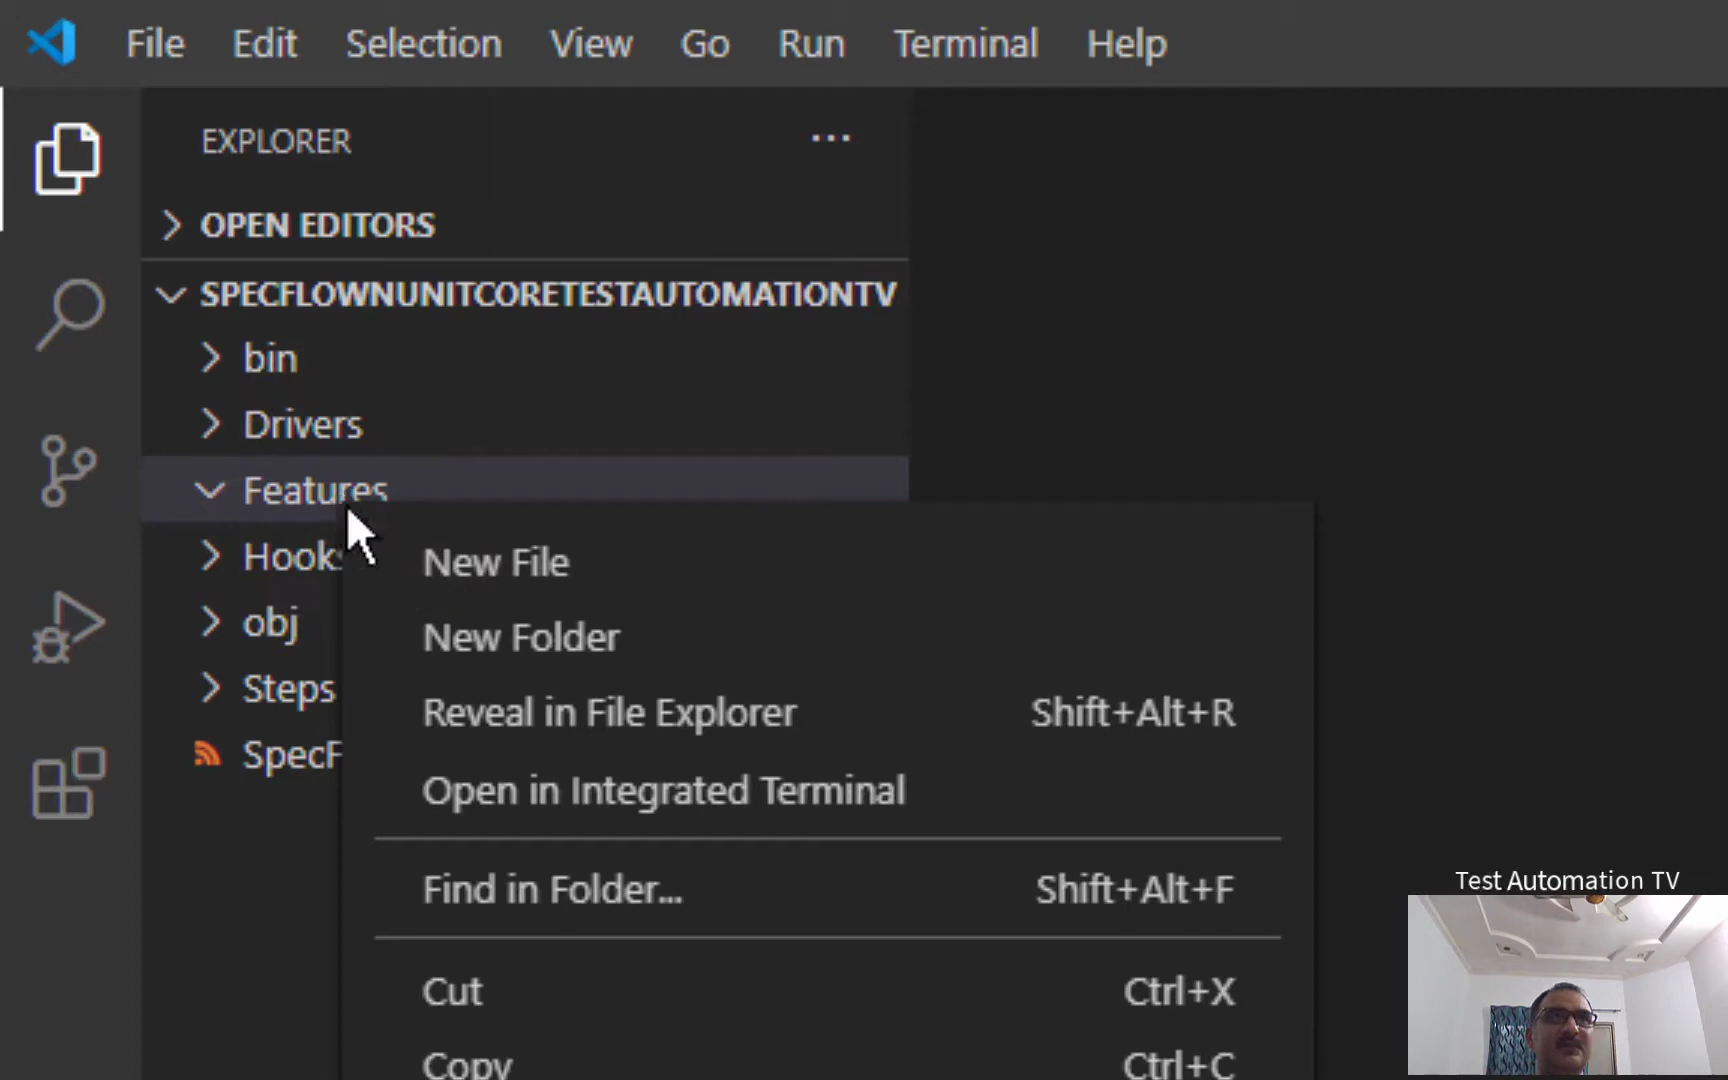 File Edit Selection View Go Run Terminal Help
EXPLORER
OPEN EDITORS
SPECFLOWNUNITCORETESTAUTOMATIONTV
bin
Drivers
Features
Hooks
obj
Steps
SpecF
New File
New Folder
Reveal in File Explorer Shift+Alt+R
Open in Integrated Terminal
Find in Folder... Shift+Alt+F
Cut Ctrl+X
Copy Ctrl+C
Test Automation TV